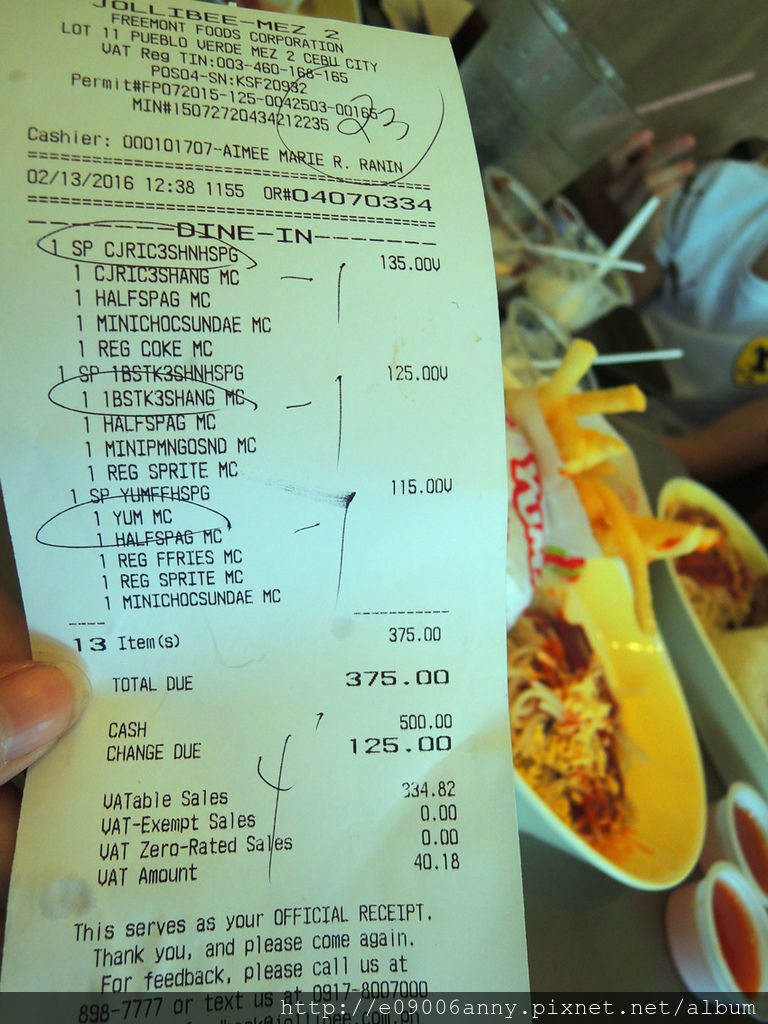 JOLLIBEE-MEZ 2
FREEMONT FOODS CORPORATION
LOT 11 PUEBLO VERDE MEZ 2 CEBU CITY
VAT Reg TIN:003-460-168-165
POS04-SN:KSF20932
Permit#FP072015-125-0042503-00165
MIN#15072720434212235
23
Cashier: 000101707-AIMEE MARIE R. RANIN
02/13/2016 12:38 1155 OR#04070334
DINE-IN
1 SP CJRIC3SHNHSPG 135.00V
1 CJRIC3SHANG MC
1 HALFSPAG MC
1 MINICHOCSUNDAE MC
1 REG COKE MC
1 SP 1BSTK3SHNHSPG 125.00V
1 1BSTK3SHANG MC
1 HALFSPAG MC
1 MINIPMNGOSND MC
1 REG SPRITE MC
1 SP YUMFFHSPG 115.00V
1 YUM MC
1 HALFSPAG MC
1 REG FFRIES MC
1 REG SPRITE MC
1 MINICHOCSUNDAE MC
13 Item(s) 375.00
TOTAL DUE 375.00
CASH 500.00
CHANGE DUE 125.00
VATable Sales 334.82
VAT-Exempt Sales 0.00
VAT Zero-Rated Sales 0.00
VAT Amount 40.18
This serves as your OFFICIAL RECEIPT.
Thank you, and please come again.
For feedback, please call us at
898-7777 or text us at 0917-8007000
http://e09006anny.pixnet.net/album